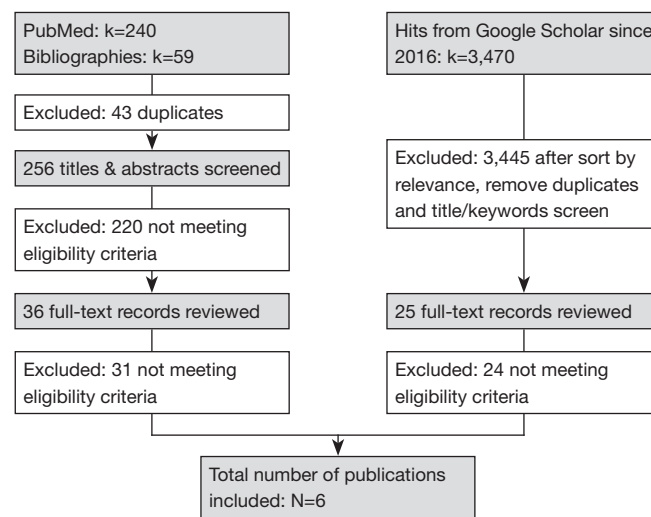 PubMed: k=240
Bibliographies: k=59
Excluded: 43 duplicates
256 titles & abstracts screened
Excluded: 220 not meeting
eligibility criteria
36 full-text records reviewed
Excluded: 31 not meeting
eligibility criteria
Hits from Google Scholar since
2016: k=3,470
Excluded: 3,445 after sort by
relevance, remove duplicates
and title/keywords screen
25 full-text records reviewed
Excluded: 24 not meeting
eligibility criteria
Total number of publications
included: N=6